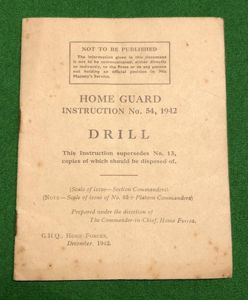 NOT TO BE PUBLISHED
The information given in this document
is not to be communicated, either directly
or indirectly, to the Press or to any person
not holding an official position in His
Majesty's Service.
HOME GUARD
INSTRUCTION No. 54, 1942
DRILL
This Instruction supersedes No. 13,
copies of which should be disposed of.
(Scale of issue—Section Commanders)
(NOTE—Scale of issue of No. 53= Platoon Commanders)
Prepared under the direction of
The Commander-in-Chief, Home Forces.
G.H.Q., HOME FORCES,
December, 1942.